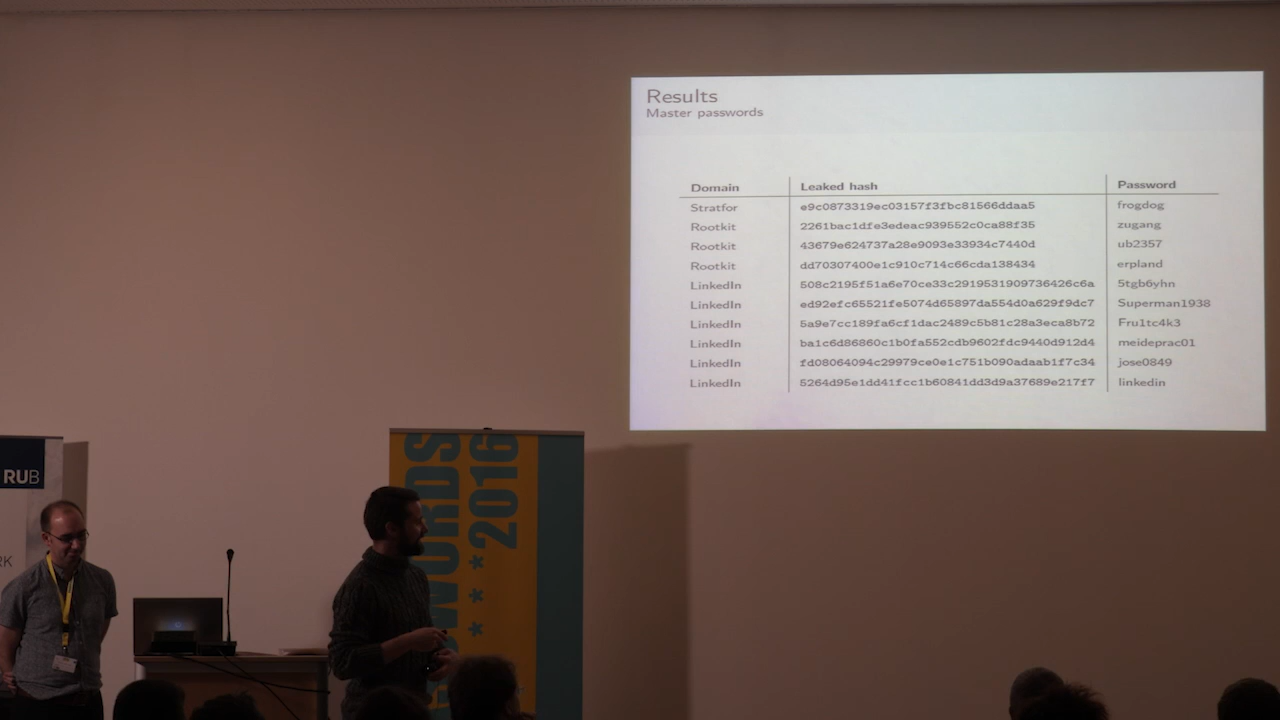 Results
Master passwords
Domain Leaked hash Password
Stratfor e9c0873319ec03157f3fbc81566ddaa5 frogdog
Rootkit 2261bac1dfe3edeac939552c0ca88f35 zugang
Rootkit 43679e624737a28e9093e33934c7440d ub2357
Rootkit dd70307400e1c910c714c66cda138434 erpland
LinkedIn 508c2195f51a6e70ce33c2919531909736426c6a 5tgb6yhn
LinkedIn ed92efc65521fe5074d65897da554d0a629f9dc7 Superman1938
LinkedIn 5a9e7cc189fa6cf1dac2489c5b81c28a3eca8b72 Fru1tc4k3
LinkedIn ba1c6d86860c1b0fa552cdb9602fdc9440d912d4 meideprac01
LinkedIn fd08064094c29979ce0e1c751b090adaab1f7c34 jose0849
LinkedIn 5264d95e1dd41fcc1b60841dd3d9a37689e217f7 linkedin
RUB
RK
SWORDS
****2016